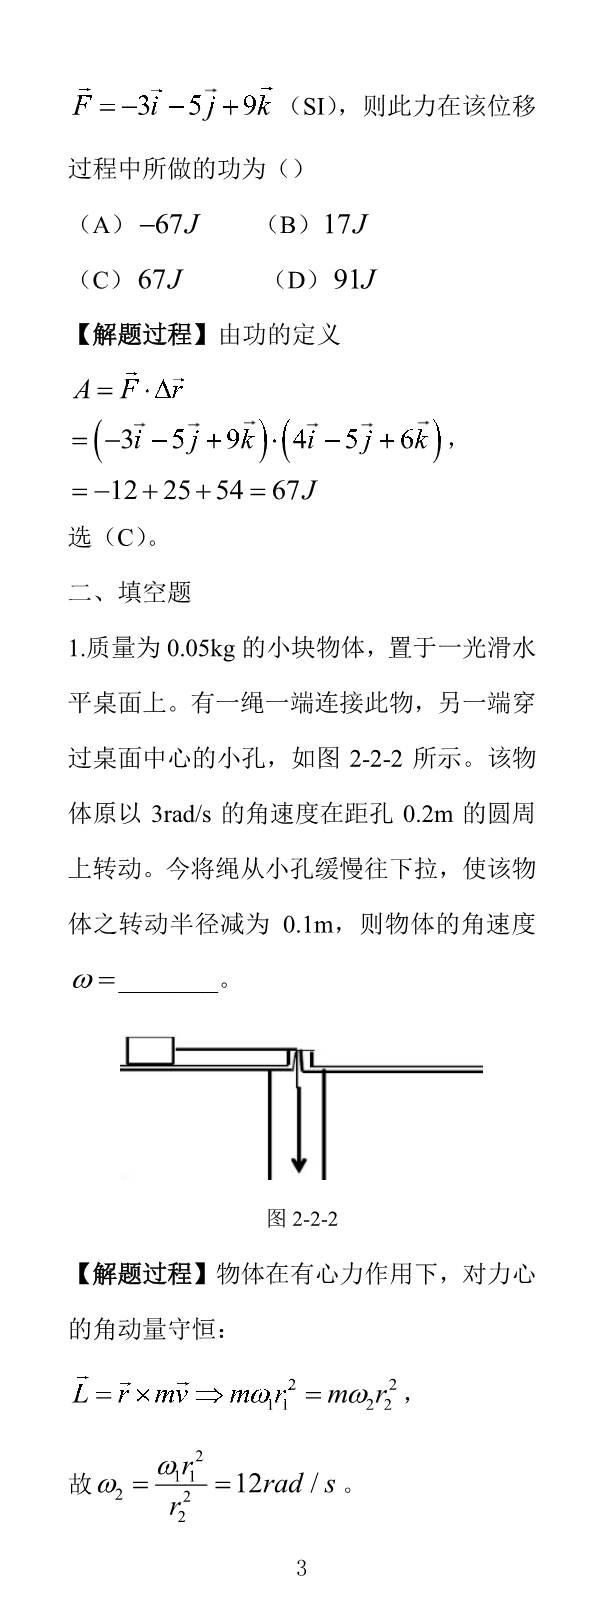 $\vec{F}=-3\vec{i}-5\vec{j}+9\vec{k}$（SI），则此力在该位移
过程中所做的功为（）
（A）$-67J$ （B）$17J$
（C）$67J$ （D）$91J$
【解题过程】由功的定义
$A=\vec{F}\cdot\Delta\vec{r}$
$=\left(-3\vec{i}-5\vec{j}+9\vec{k}\right)\cdot\left(4\vec{i}-5\vec{j}+6\vec{k}\right)$，
$=-12+25+54=67J$
选（C）。
二、填空题
1.质量为 0.05kg 的小块物体，置于一光滑水
平桌面上。有一绳一端连接此物，另一端穿
过桌面中心的小孔，如图 2-2-2 所示。该物
体原以 3rad/s 的角速度在距孔 0.2m 的圆周
上转动。今将绳从小孔缓慢往下拉，使该物
体之转动半径减为 0.1m，则物体的角速度
$\omega=$________。
图 2-2-2
【解题过程】物体在有心力作用下，对力心
的角动量守恒：
$\vec{L}=\vec{r}\times m\vec{v}\Rightarrow m\omega_1r_1^2=m\omega_2r_2^2$，
故$\omega_2=\frac{\omega_1r_1^2}{r_2^2}=12rad/s$。
3